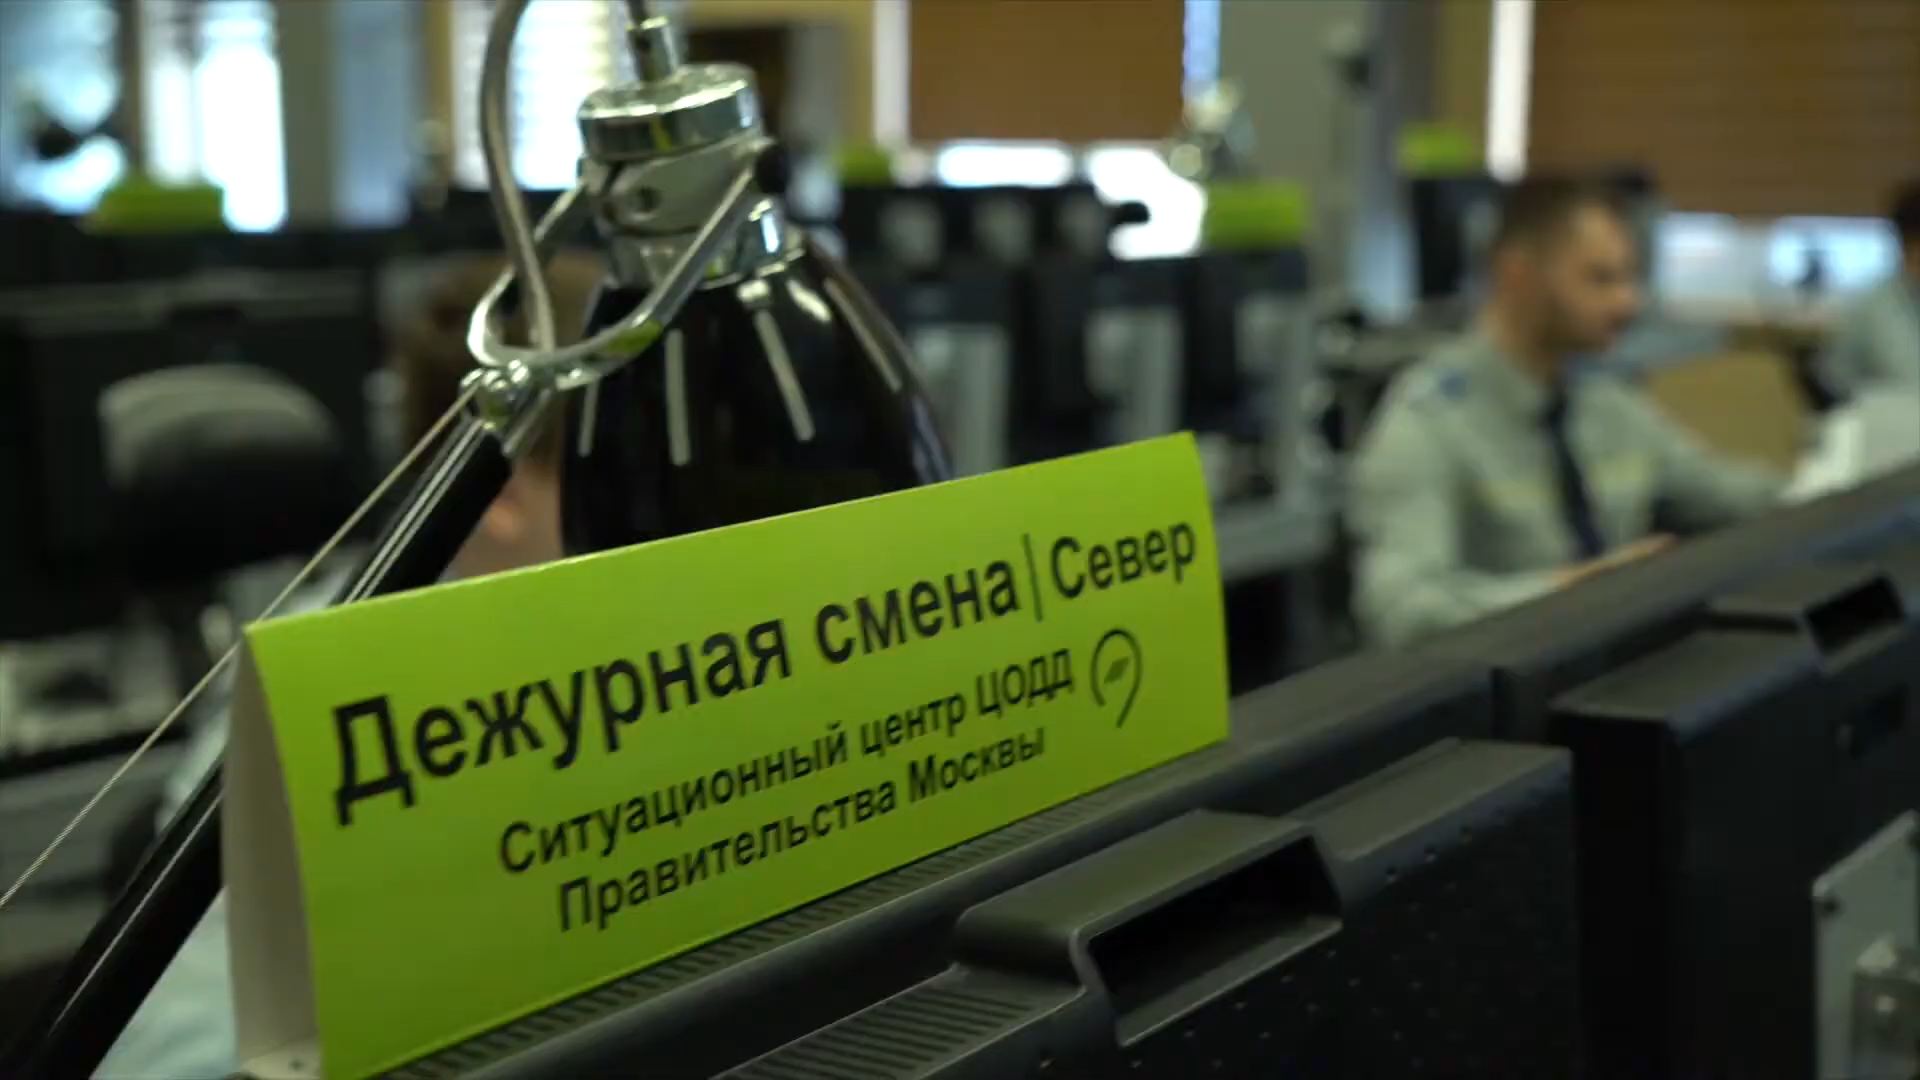 Дежурная смена | Север
Ситуационный центр ЦОДД
Правительства Москвы